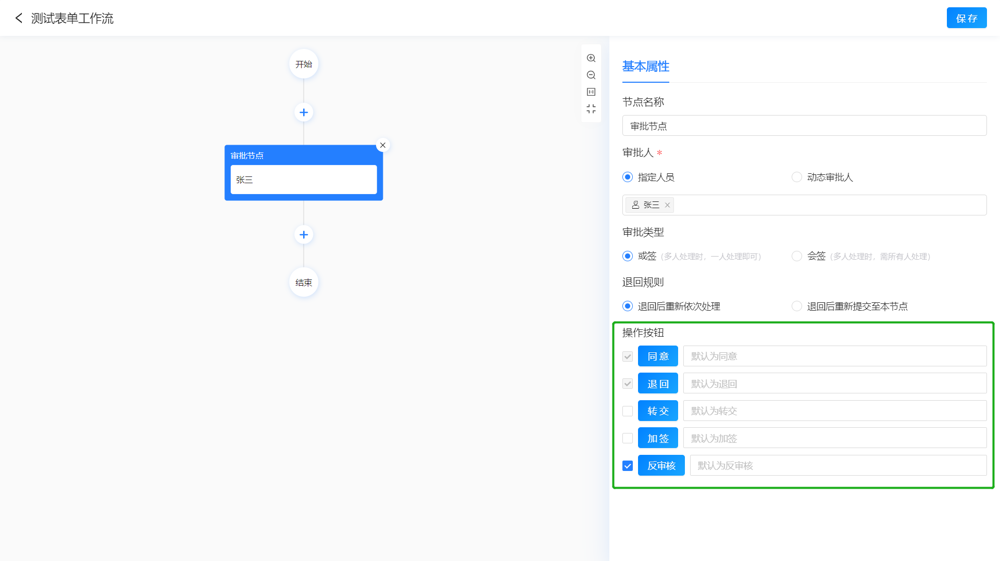 测试表单工作流
保存
开始
审批节点
张三
结束
基本属性
节点名称
审批节点
审批人 *
指定人员 动态审批人
张三
审批类型
或签（多人处理时，一人处理即可） 会签（多人处理时，需所有人处理）
退回规则
退回后重新依次处理 退回后重新提交至本节点
操作按钮
同意 默认为同意
退回 默认为退回
转交 默认为转交
加签 默认为加签
反审核 默认为反审核